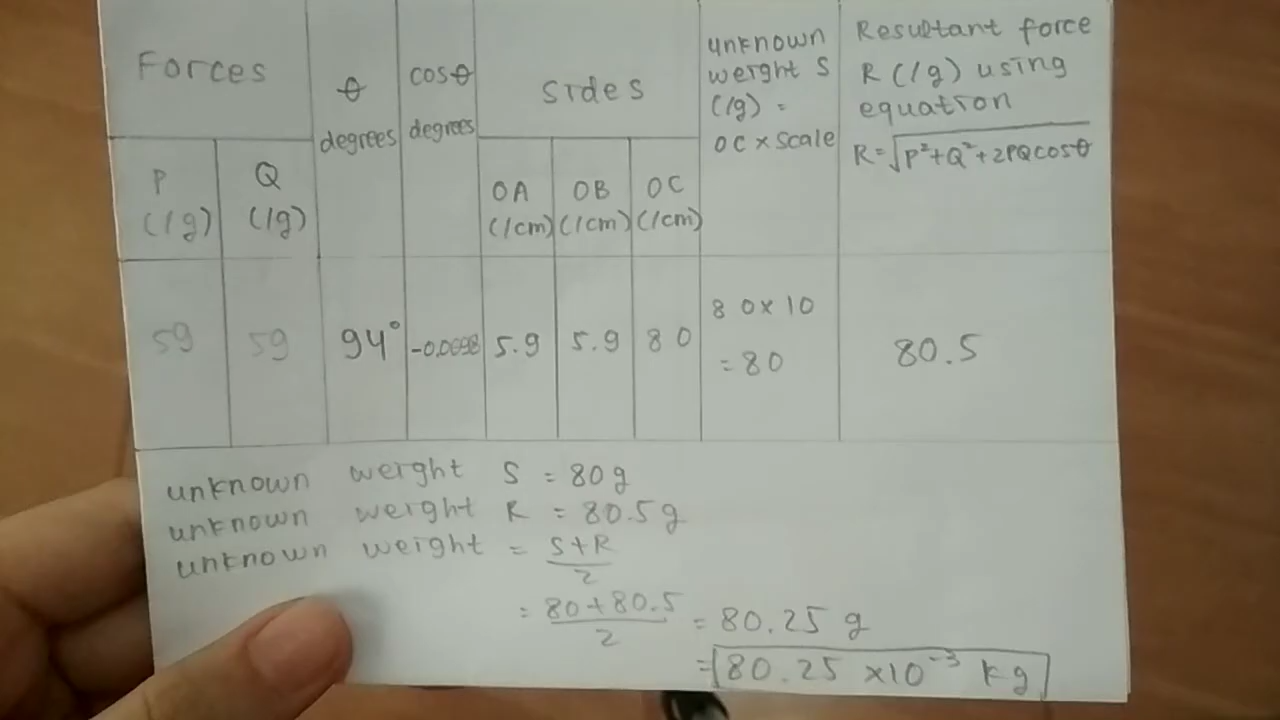 Forces
θ
degrees
cosθ
degrees
Sides
unknown
weight S
(/g) =
OC x Scale
Resultant force
R (/g) using
equation
R=√P²+Q²+2PQcosθ
P
(/g)
Q
(/g)
OA
(/cm)
OB
(/cm)
OC
(/cm)
59
59
94°
-0.0698
5.9
5.9
8 0
8 0x 10
= 80
80.5
unknown weight S = 80g
unknown weight R = 80.5g
unknown weight = S+R
2
= 80+80.5
2
= 80.25 g
= 80.25 x10⁻³ kg